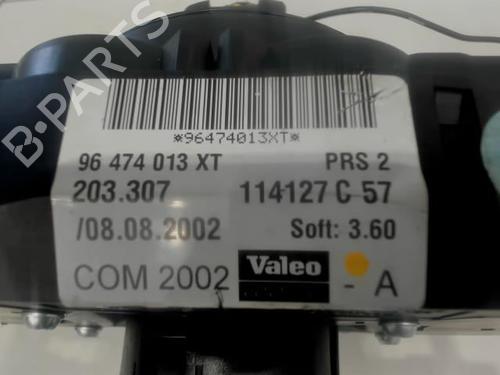 B-PARTS
*96474013XT*
96 474 013 XT PRS 2
203.307 114127 C 57
/08.08.2002 Soft: 3.60
COM 2002 Valeo - A